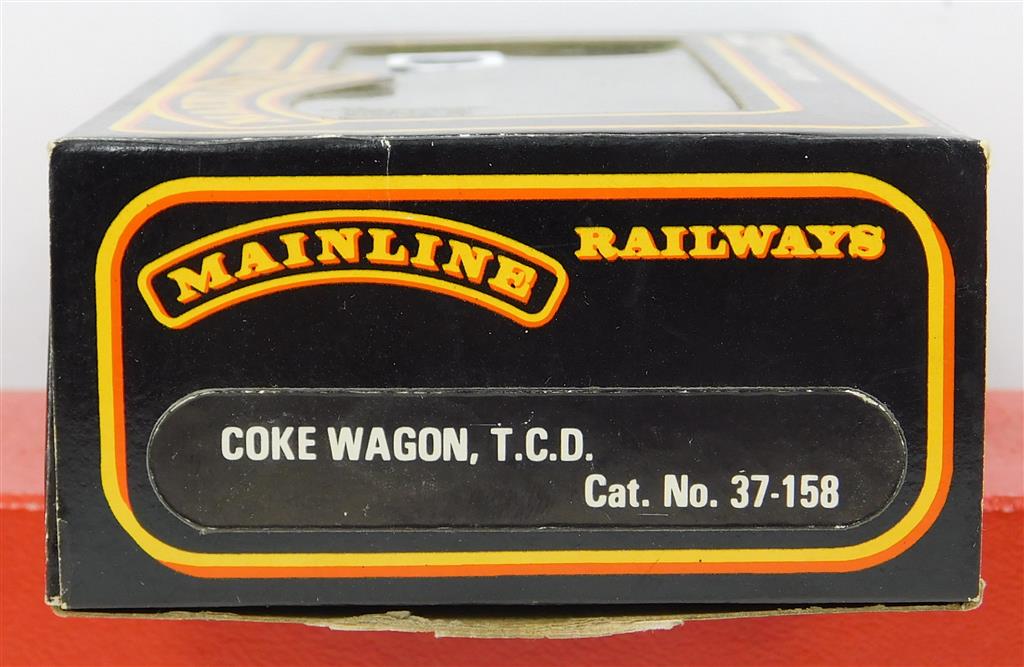 MAINLINE RAILWAYS
COKE WAGON, T.C.D.
Cat. No. 37-158